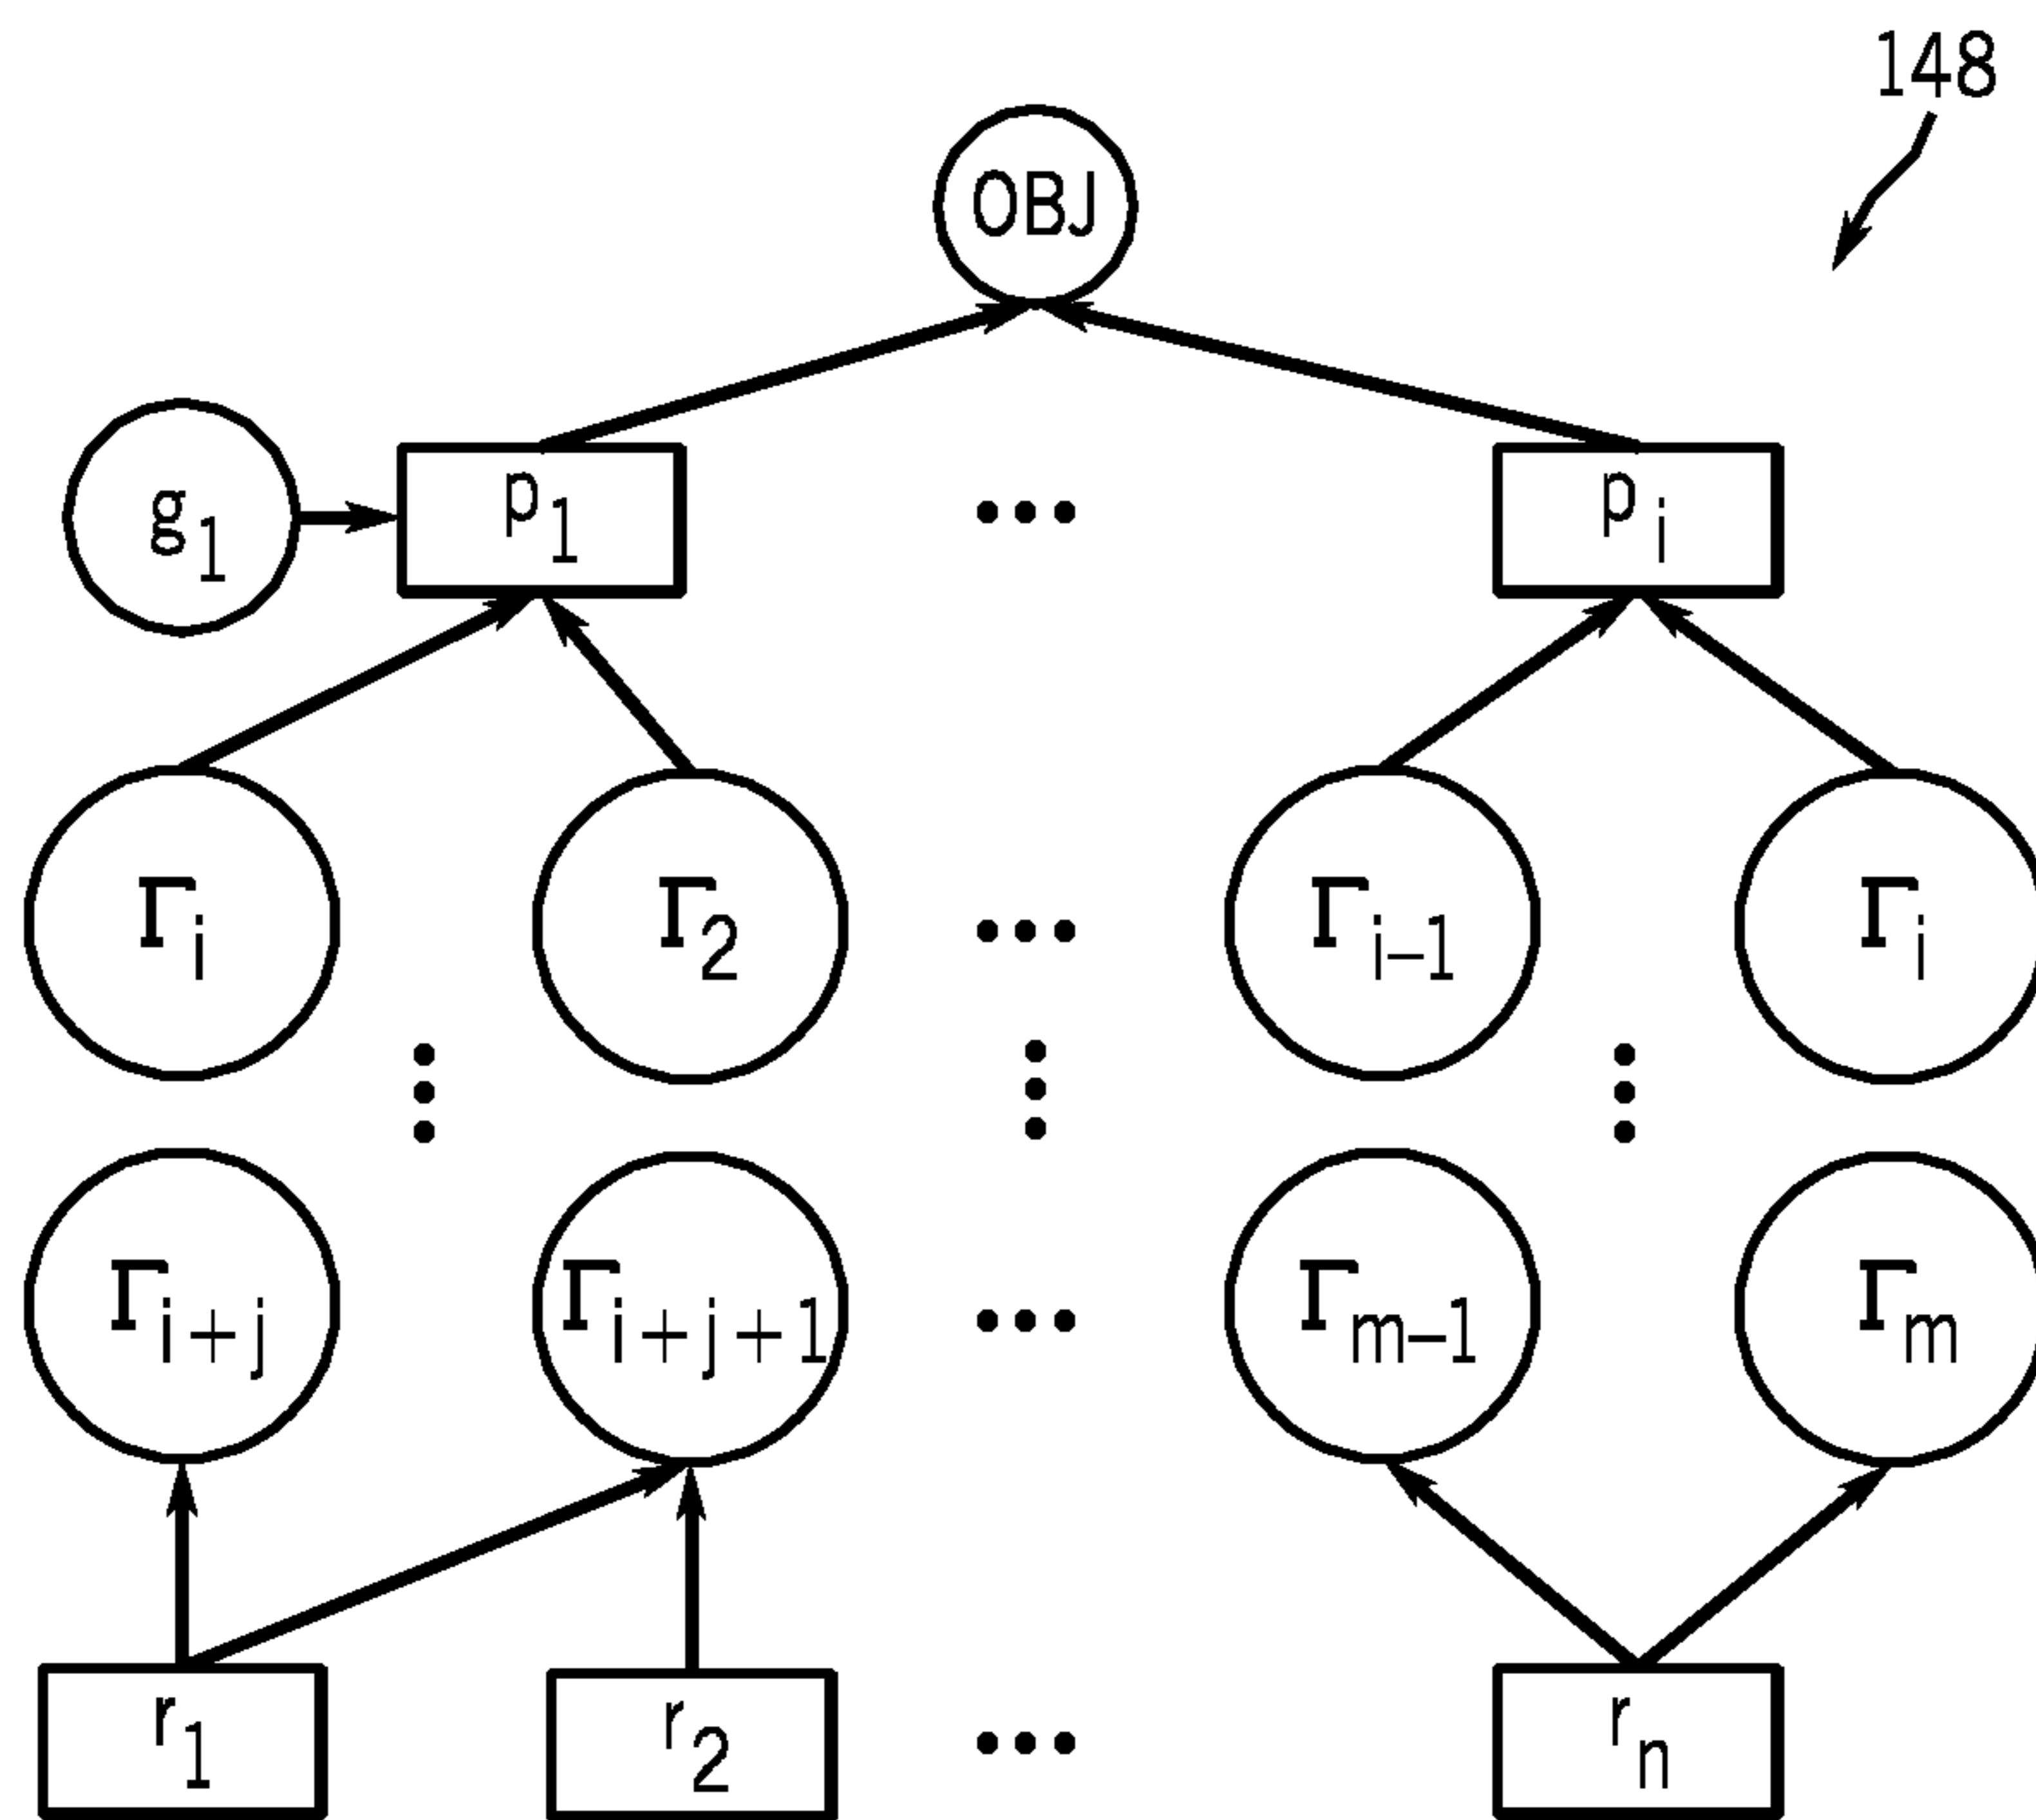 148
OBJ
g1
p1
...
pi
Γi
Γ2
...
Γi-1
Γi
Γi+j
Γi+j+1
...
Γm-1
Γm
r1
r2
...
rn